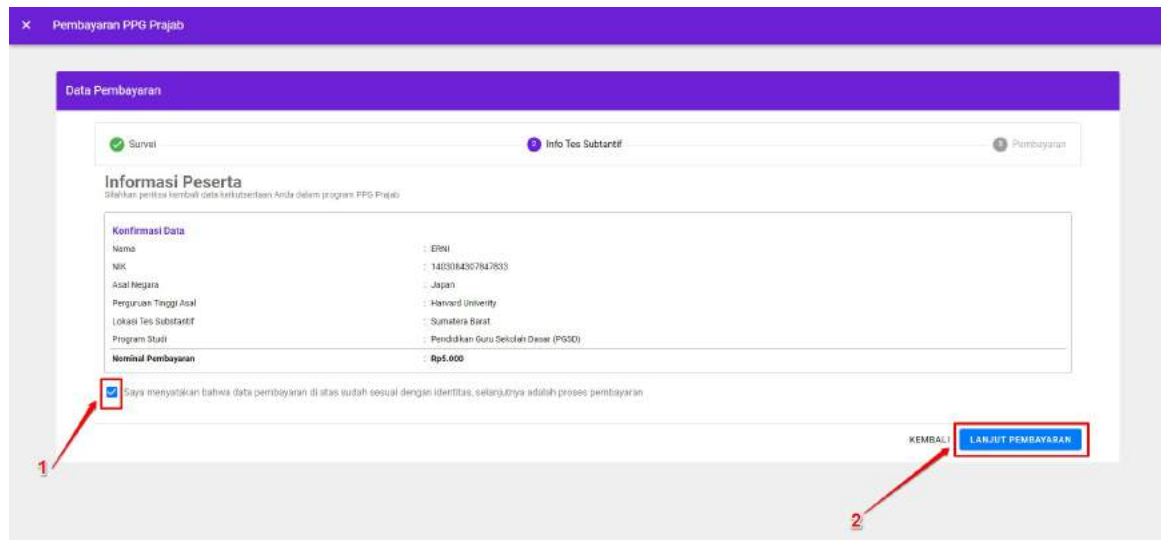 × Pembayaran PPG Prajab
Data Pembayaran
Survei 2 Info Tes Subtantif 3 Pembayaran
Informasi Peserta
Silahkan periksa kembali data keikutsertaan Anda dalam program PPG Prajab
Konfirmasi Data
Nama : ERNI
NIK : 1403084307847833
Asal Negara : Japan
Perguruan Tinggi Asal : Harvard Univerity
Lokasi Tes Substantif : Sumatera Barat
Program Studi : Pendidikan Guru Sekolah Dasar (PGSD)
Nominal Pembayaran : Rp5.000
Saya menyatakan bahwa data pembayaran di atas sudah sesuai dengan identitas, selanjutnya adalah proses pembayaran
KEMBALI LANJUT PEMBAYARAN
1
2